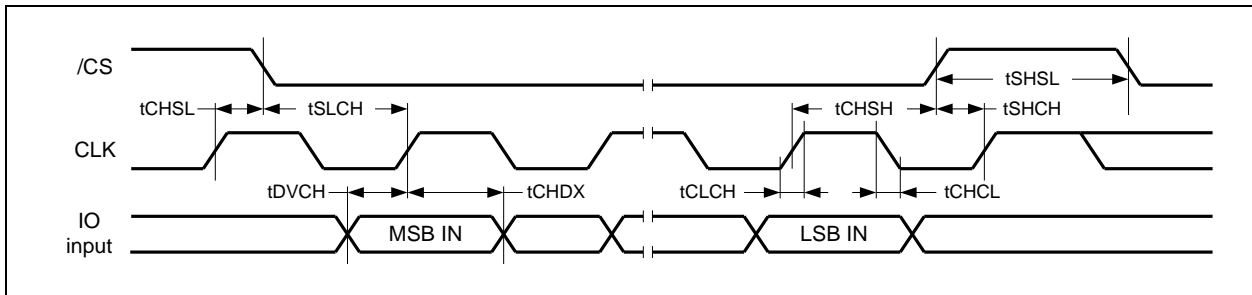 /CS
tSHSL
tCHSL
tSLCH
tCHSH
tSHCH
CLK
tDVCH
tCHDX
tCLCH
tCHCL
IO
input
MSB IN
LSB IN